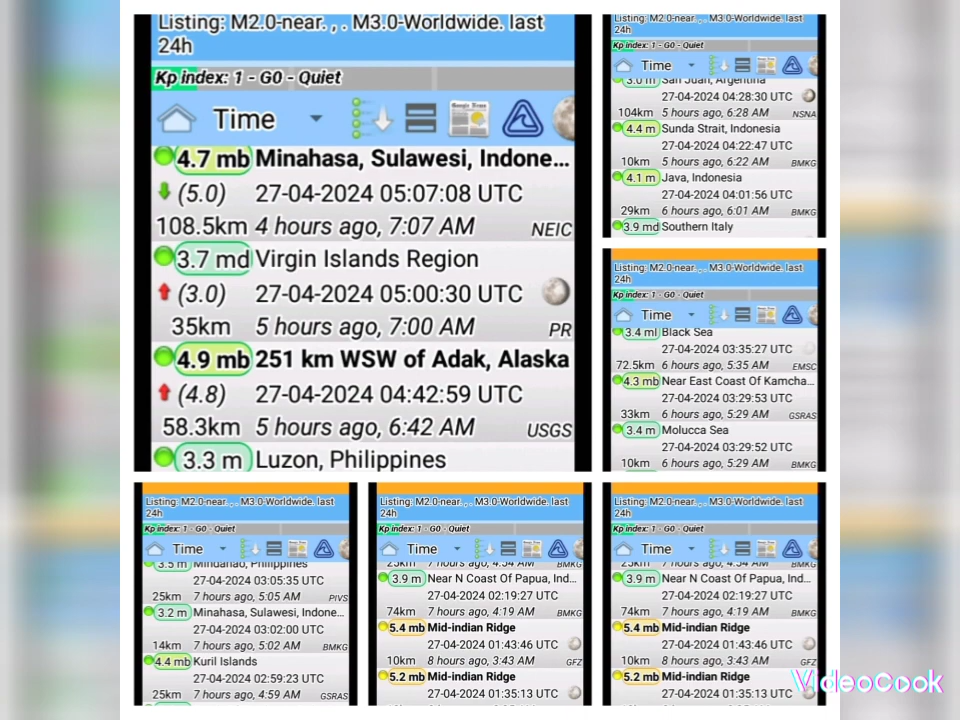 Listing: M2.0-near. , . M3.0-Worldwide. last
24h
Kp index: 1 - G0 - Quiet
Time
4.7 mb Minahasa, Sulawesi, Indone...
(5.0) 27-04-2024 05:07:08 UTC
108.5km 4 hours ago, 7:07 AM NEIC
3.7 md Virgin Islands Region
(3.0) 27-04-2024 05:00:30 UTC
35km 5 hours ago, 7:00 AM PR
4.9 mb 251 km WSW of Adak, Alaska
(4.8) 27-04-2024 04:42:59 UTC
58.3km 5 hours ago, 6:42 AM USGS
3.3 m Luzon, Philippines
Listing: M2.0-near. , . M3.0-Worldwide. last
24h
Kp index: 1 - G0 - Quiet
Time
3.0 m San Juan, Argentina
27-04-2024 04:28:30 UTC
104km 5 hours ago, 6:28 AM NSNA
4.4 m Sunda Strait, Indonesia
27-04-2024 04:22:47 UTC
10km 5 hours ago, 6:22 AM BMKG
4.1 m Java, Indonesia
27-04-2024 04:01:56 UTC
29km 6 hours ago, 6:01 AM BMKG
3.9 md Southern Italy
Listing: M2.0-near. , . M3.0-Worldwide. last
24h
Kp index: 1 - G0 - Quiet
Time
3.4 ml Black Sea
27-04-2024 03:35:27 UTC
72.5km 6 hours ago, 5:35 AM EMSC
4.3 mb Near East Coast Of Kamcha...
27-04-2024 03:29:53 UTC
33km 6 hours ago, 5:29 AM GSRAS
3.4 m Molucca Sea
27-04-2024 03:29:52 UTC
10km 6 hours ago, 5:29 AM BMKG
Listing: M2.0-near. , . M3.0-Worldwide. last
24h
Kp index: 1 - G0 - Quiet
Time
3.5 m Mindanao, Philippines
27-04-2024 03:05:35 UTC
25km 7 hours ago, 5:05 AM PIVS
3.2 m Minahasa, Sulawesi, Indone...
27-04-2024 03:02:00 UTC
14km 7 hours ago, 5:02 AM BMKG
4.4 mb Kuril Islands
27-04-2024 02:59:23 UTC
25km 7 hours ago, 4:59 AM GSRAS
Listing: M2.0-near. , . M3.0-Worldwide. last
24h
Kp index: 1 - G0 - Quiet
Time
25km 7 hours ago, 4:54 AM BMKG
3.9 m Near N Coast Of Papua, Ind...
27-04-2024 02:19:27 UTC
74km 7 hours ago, 4:19 AM BMKG
5.4 mb Mid-indian Ridge
27-04-2024 01:43:46 UTC
10km 8 hours ago, 3:43 AM GFZ
5.2 mb Mid-indian Ridge
27-04-2024 01:35:13 UTC
Listing: M2.0-near. , . M3.0-Worldwide. last
24h
Kp index: 1 - G0 - Quiet
Time
25km 7 hours ago, 4:54 AM BMKG
3.9 m Near N Coast Of Papua, Ind...
27-04-2024 02:19:27 UTC
74km 7 hours ago, 4:19 AM BMKG
5.4 mb Mid-indian Ridge
27-04-2024 01:43:46 UTC
10km 8 hours ago, 3:43 AM GFZ
5.2 mb Mid-indian Ridge
27-04-2024 01:35:13 UTC
VideoCook